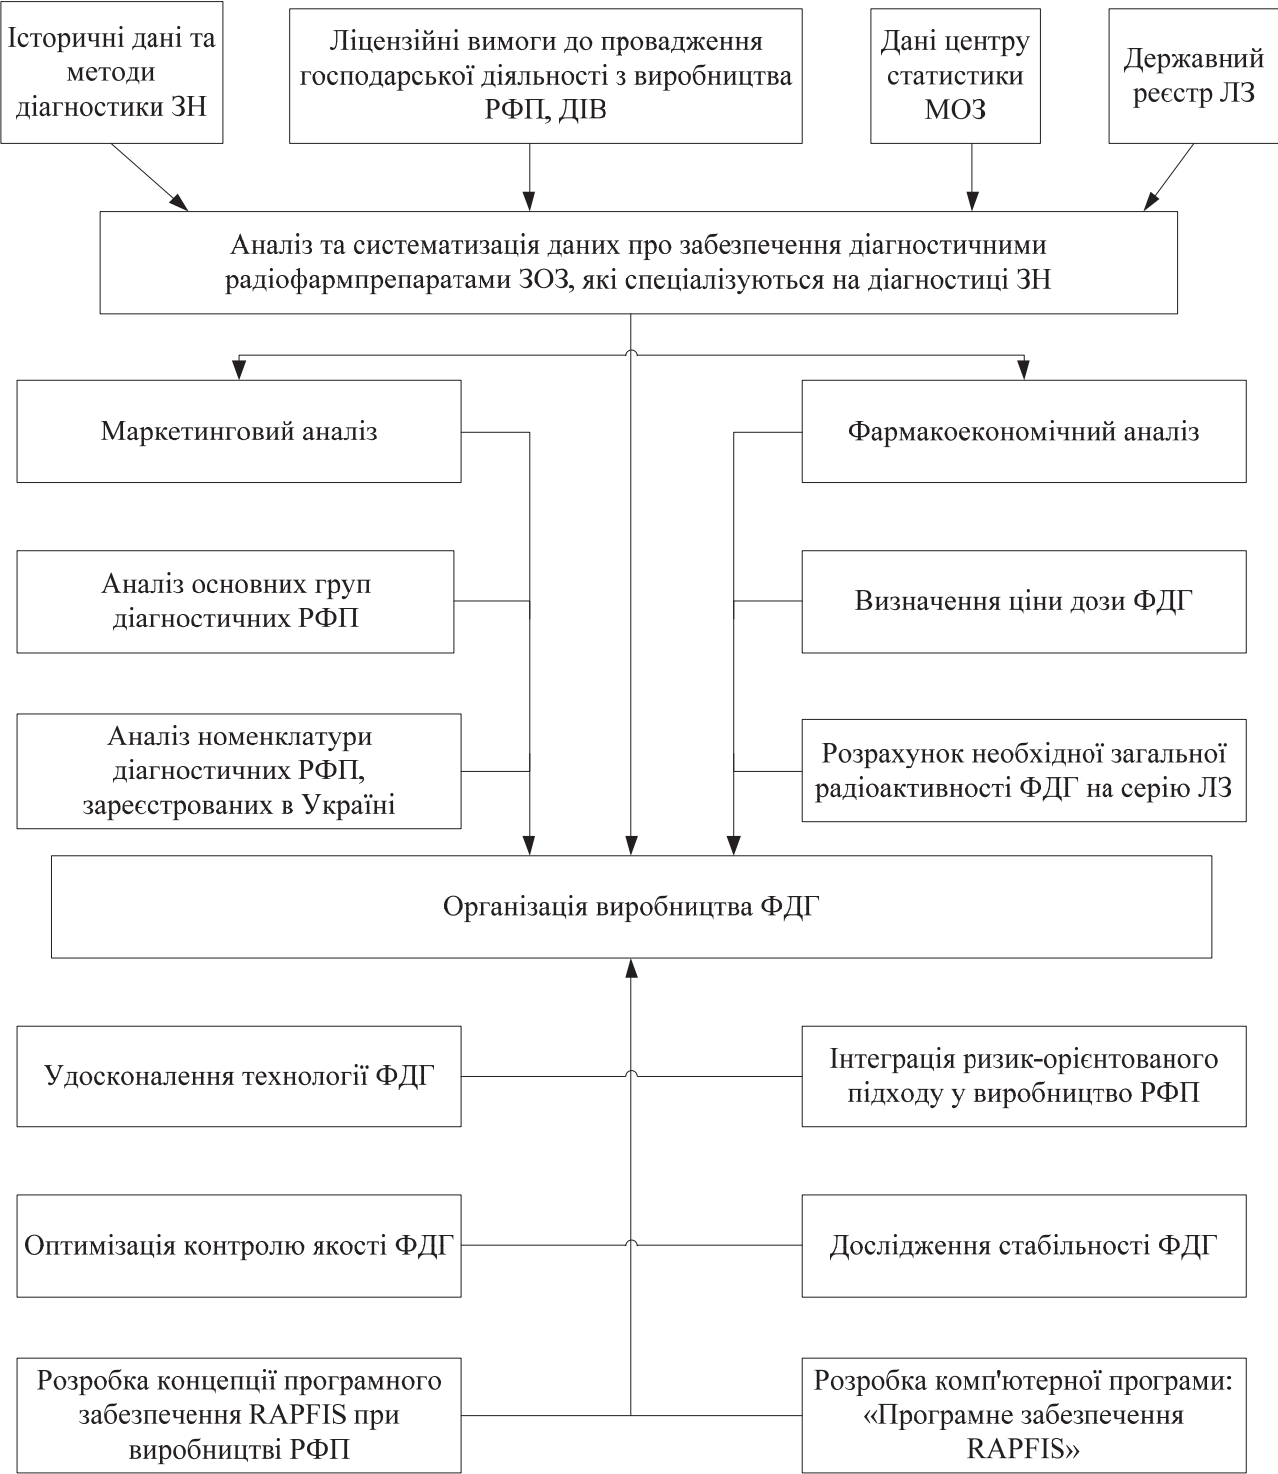 Історичні дані та
методи
діагностики ЗН
Ліцензійні вимоги до провадження
господарської діяльності з виробництва
РФП, ДІВ
Дані центру
статистики
МОЗ
Державний
реєстр ЛЗ
Аналіз та систематизація даних про забезпечення діагностичними
радіофармпрепаратами ЗОЗ, які спеціалізуються на діагностиці ЗН
Маркетинговий аналіз
Фармакоекономічний аналіз
Аналіз основних груп
діагностичних РФП
Визначення ціни дози ФДГ
Аналіз номенклатури
діагностичних РФП,
зареєстрованих в Україні
Розрахунок необхідної загальної
радіоактивності ФДГ на серію ЛЗ
Організація виробництва ФДГ
Удосконалення технології ФДГ
Інтеграція ризик-орієнтованого
підходу у виробництво РФП
Оптимізація контролю якості ФДГ
Дослідження стабільності ФДГ
Розробка концепції програмного
забезпечення RAPFIS при
виробництві РФП
Розробка комп'ютерної програми:
«Програмне забезпечення
RAPFIS»